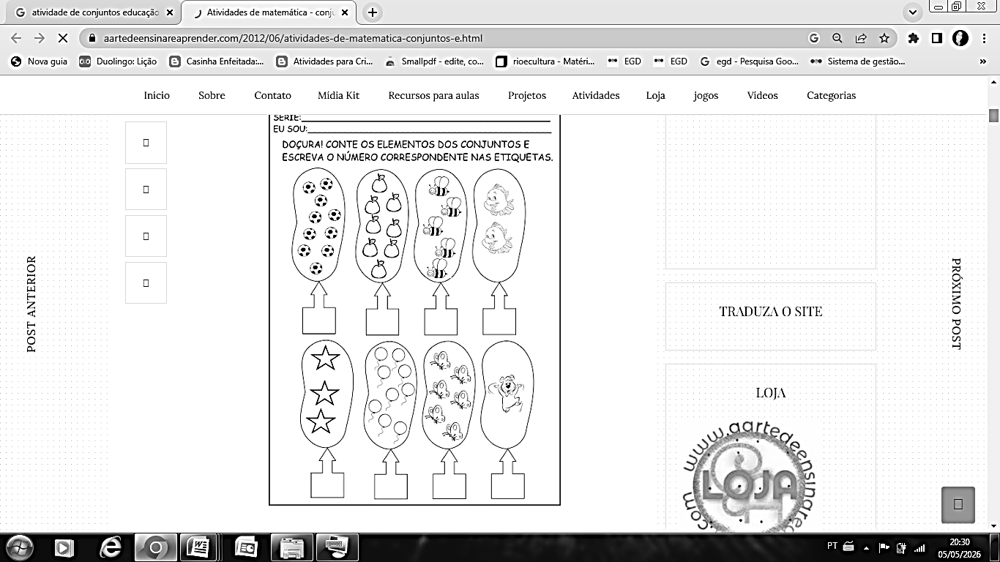 atividade de conjuntos educação
Atividades de matemática - conju
aartedeensinareaprender.com/2012/06/atividades-de-matematica-conjuntos-e.html
Nova guia
Duolingo: Lição
Casinha Enfeitada:...
Atividades para Cri...
Smallpdf - edite, co...
rioecultura - Matéri...
EGD
EGD
egd - Pesquisa Goo...
Sistema de gestão...
»
Início
Sobre
Contato
Mídia Kit
Recursos para aulas
Projetos
Atividades
Loja
jogos
Vídeos
Categorias
SÉRIE:
EU SOU:
DOÇURA! CONTE OS ELEMENTOS DOS CONJUNTOS E
ESCREVA O NÚMERO CORRESPONDENTE NAS ETIQUETAS.
POST ANTERIOR
PRÓXIMO POST
TRADUZA O SITE
LOJA
www.aartedeensinarea
LOJA
com
PT
20:30
05/05/2026